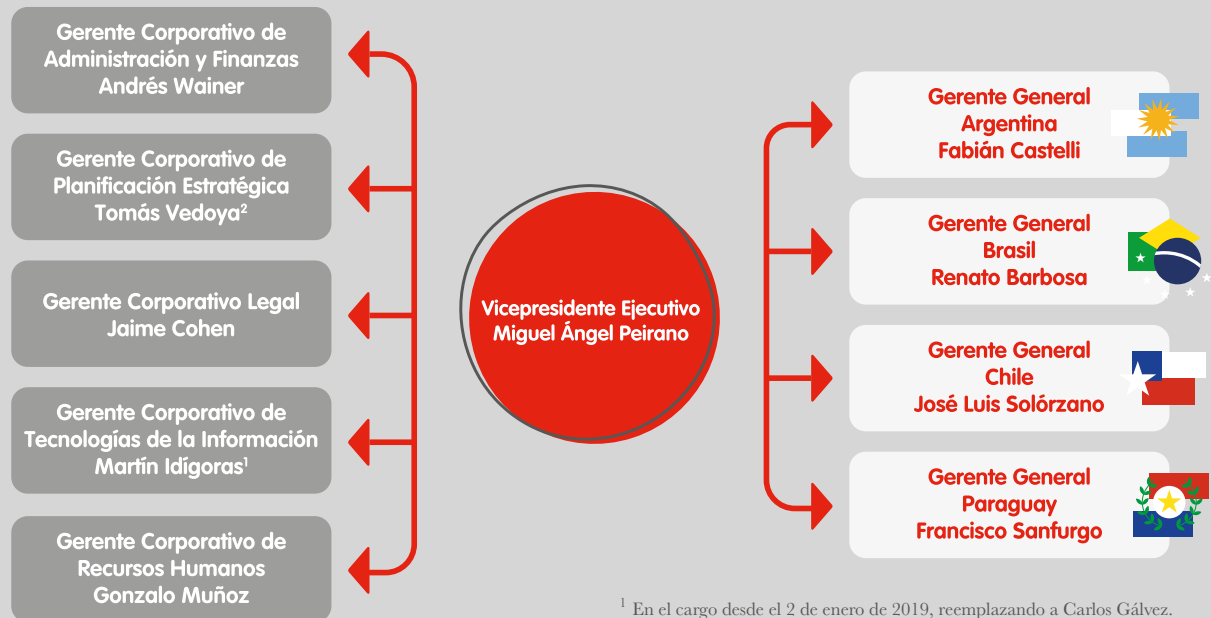 Gerente Corporativo de
Administración y Finanzas
Andrés Wainer
Gerente Corporativo de
Planificación Estratégica
Tomás Vedoya²
Gerente Corporativo Legal
Jaime Cohen
Gerente Corporativo de
Tecnologías de la Información
Martín Idígoras¹
Gerente Corporativo de
Recursos Humanos
Gonzalo Muñoz
Vicepresidente Ejecutivo
Miguel Ángel Peirano
Gerente General
Argentina
Fabián Castelli
Gerente General
Brasil
Renato Barbosa
Gerente General
Chile
José Luis Solórzano
Gerente General
Paraguay
Francisco Sanfurgo
¹ En el cargo desde el 2 de enero de 2019, reemplazando a Carlos Gálvez.